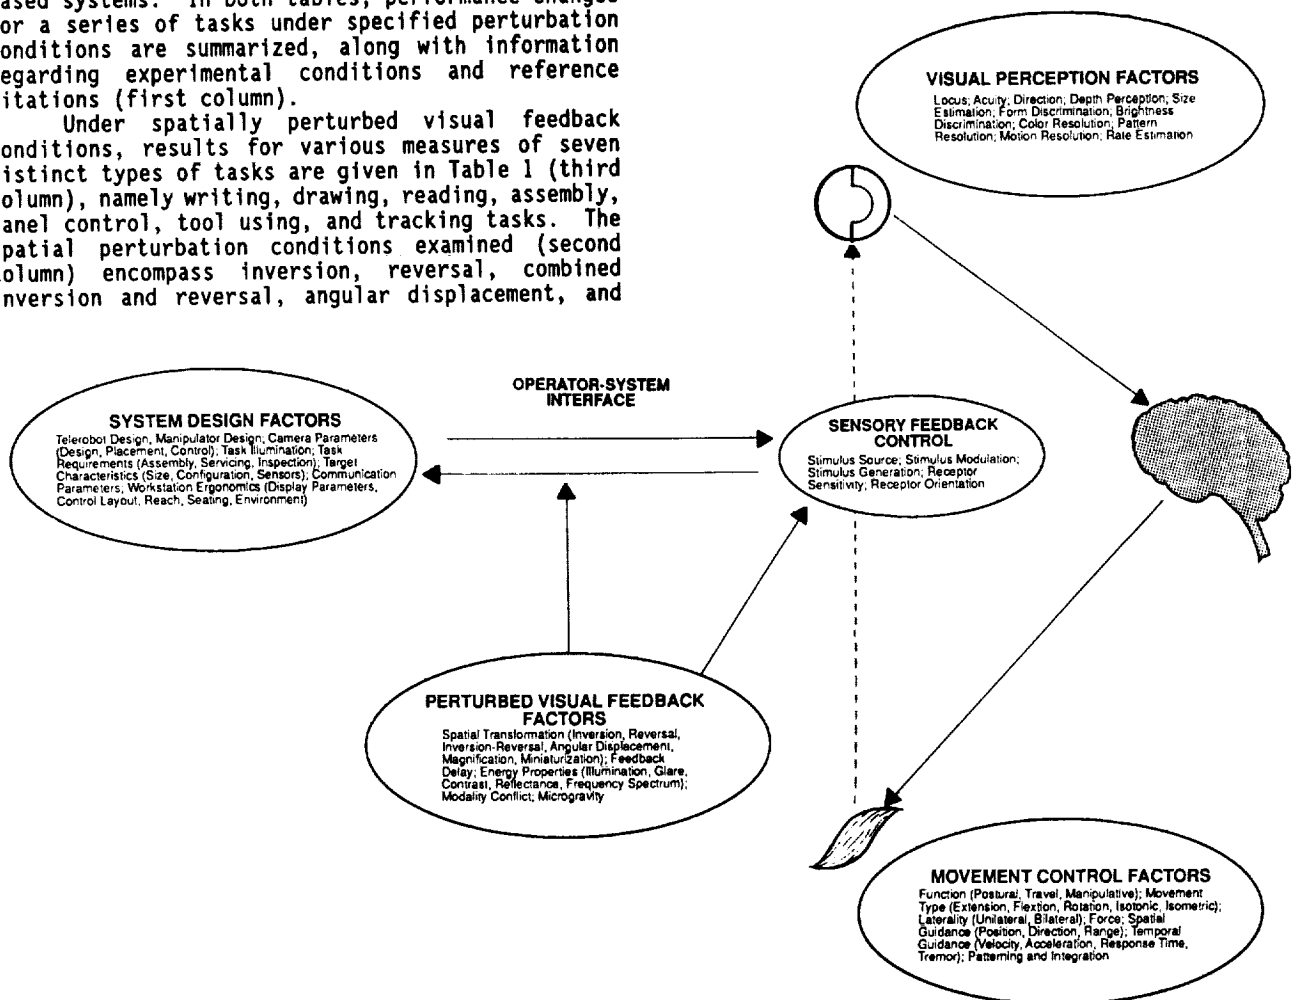 ased systems. In both tables, performance changes
or a series of tasks under specified perturbation
onditions are summarized, along with information
egarding experimental conditions and reference
itations (first column).
Under spatially perturbed visual feedback
onditions, results for various measures of seven
istinct types of tasks are given in Table 1 (third
olumn), namely writing, drawing, reading, assembly,
anel control, tool using, and tracking tasks. The
patial perturbation conditions examined (second
olumn) encompass inversion, reversal, combined
nversion and reversal, angular displacement, and
VISUAL PERCEPTION FACTORS
Locus; Acuity; Direction; Depth Perception; Size
Estimation; Form Discrimination; Brightness
Discrimination; Color Resolution; Pattern
Resolution; Motion Resolution; Rate Estimation
OPERATOR-SYSTEM
INTERFACE
SYSTEM DESIGN FACTORS
Telerobot Design, Manipulator Design; Camera Parameters
(Design, Placement, Control); Task Illumination; Task
Requirements (Assembly, Servicing, Inspection); Target
Characteristics (Size, Configuration, Sensors); Communication
Parameters; Workstation Ergonomics (Display Parameters,
Control Layout, Reach, Seating, Environment)
SENSORY FEEDBACK
CONTROL
Stimulus Source; Stimulus Modulation;
Stimulus Generation; Receptor
Sensitivity; Receptor Orientation
PERTURBED VISUAL FEEDBACK
FACTORS
Spatial Transformation (Inversion, Reversal,
Inversion-Reversal, Angular Displacement,
Magnification, Miniaturization); Feedback
Delay; Energy Properties (Illumination, Glare,
Contrast, Reflectance, Frequency Spectrum);
Modality Conflict; Microgravity
MOVEMENT CONTROL FACTORS
Function (Postural, Travel, Manipulative); Movement
Type (Extension, Flextion, Rotation, Isotonic, Isometric);
Laterality (Unilateral, Bilateral); Force; Spatial
Guidance (Position, Direction, Range); Temporal
Guidance (Velocity, Acceleration, Response Time,
Tremor); Patterning and Integration